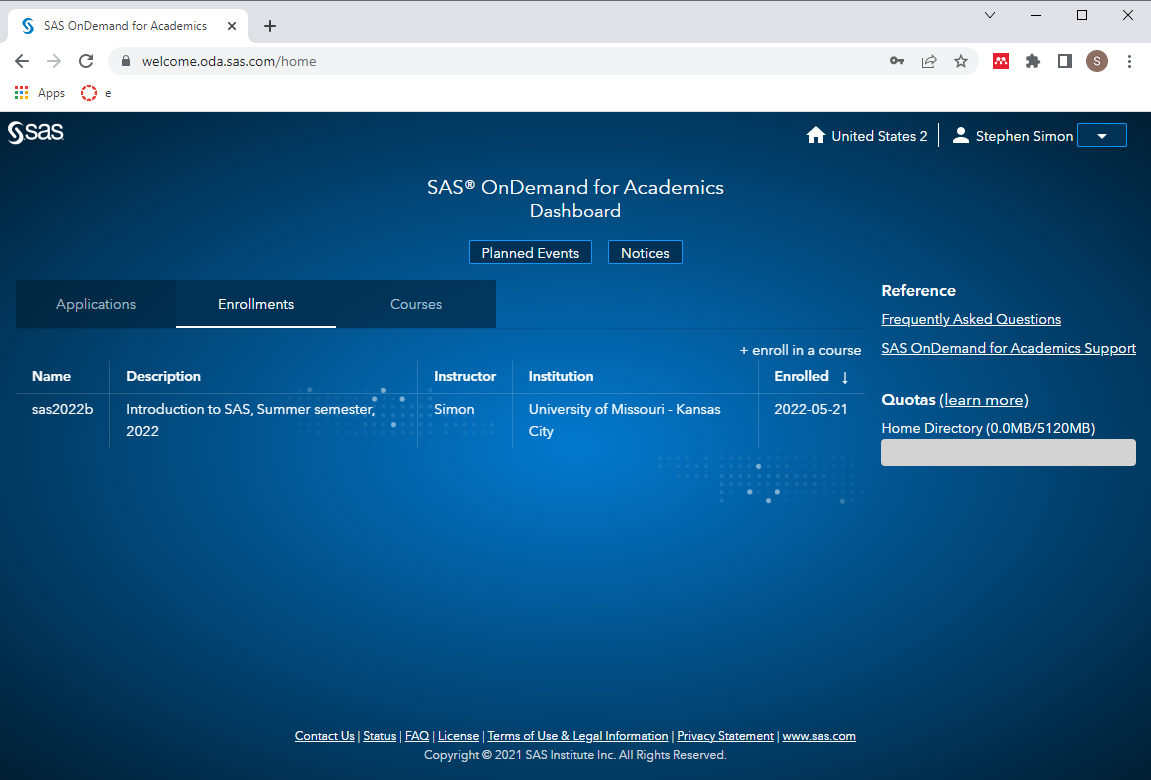 SAS OnDemand for Academics
welcome.oda.sas.com/home
S
Apps
e
sas
United States 2
Stephen Simon
SAS® OnDemand for Academics
Dashboard
Planned Events
Notices
Applications
Enrollments
Courses
+ enroll in a course
Name
Description
Instructor
Institution
Enrolled ↓
sas2022b
Introduction to SAS, Summer semester,
2022
Simon
University of Missouri - Kansas
City
2022-05-21
Reference
Frequently Asked Questions
SAS OnDemand for Academics Support
Quotas (learn more)
Home Directory (0.0MB/5120MB)
Contact Us | Status | FAQ | License | Terms of Use & Legal Information | Privacy Statement | www.sas.com
Copyright © 2021 SAS Institute Inc. All Rights Reserved.